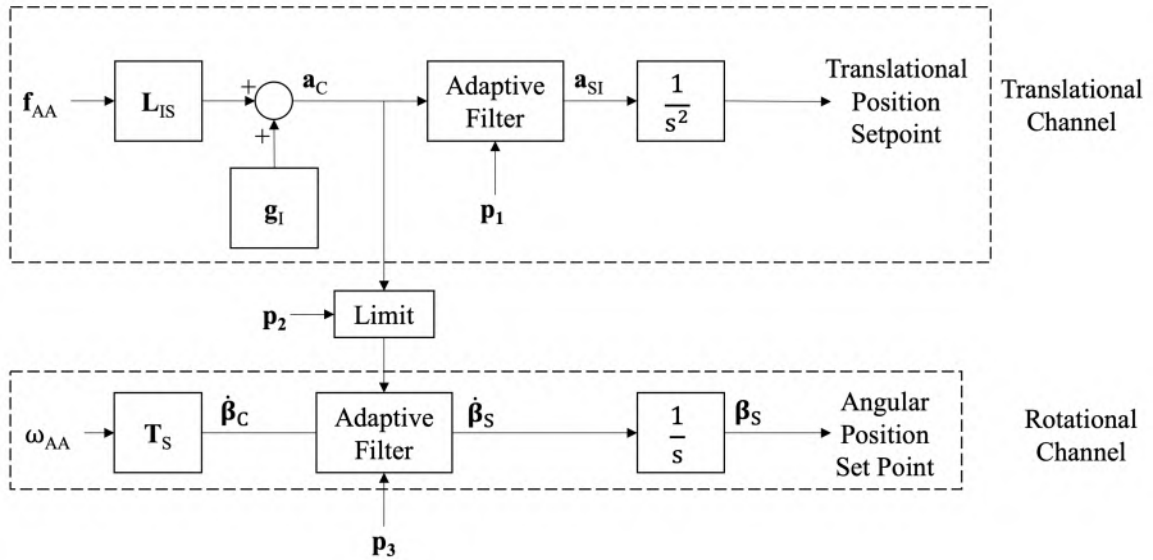 f_AA
L_IS
+
+
g_I
a_C
Adaptive
Filter
p_1
a_SI
1
s^2
Translational
Position
Setpoint
Translational
Channel
p_2
Limit
ω_AA
T_S
β̇_C
Adaptive
Filter
p_3
β̇_S
1
s
β_S
Angular
Position
Set Point
Rotational
Channel